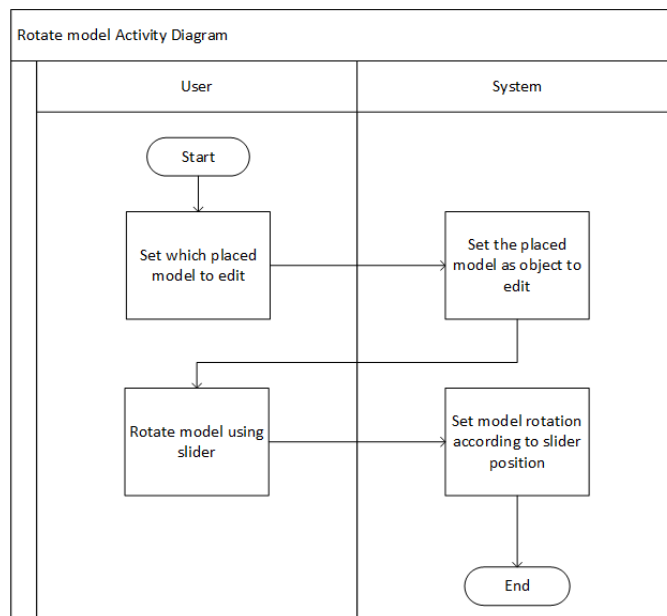 Rotate model Activity Diagram
User
System
Start
Set which placed
model to edit
Set the placed
model as object to
edit
Rotate model using
slider
Set model rotation
according to slider
position
End